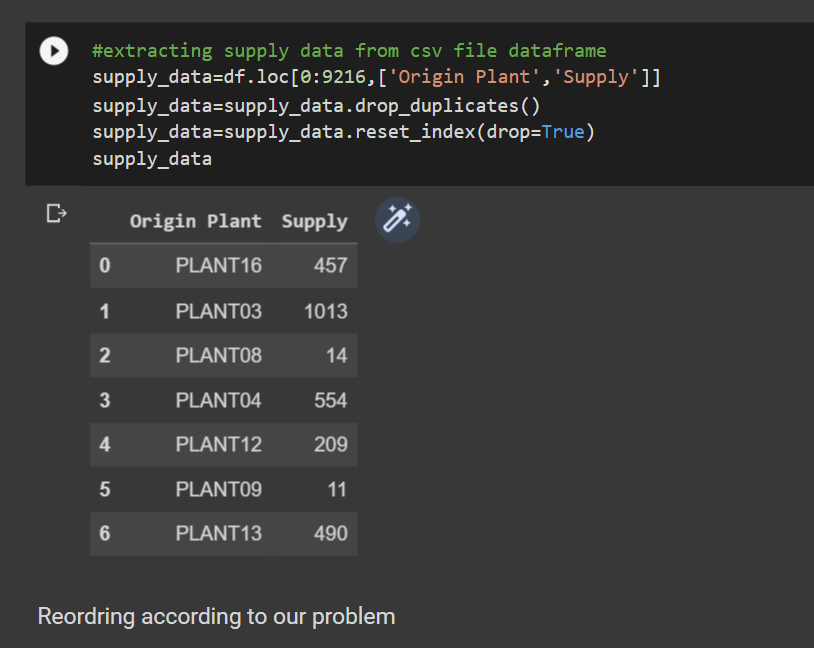 #extracting supply data from csv file dataframe
supply_data=df.loc[0:9216,['Origin Plant','Supply']]
supply_data=supply_data.drop_duplicates()
supply_data=supply_data.reset_index(drop=True)
supply_data
Origin Plant Supply
0 PLANT16 457
1 PLANT03 1013
2 PLANT08 14
3 PLANT04 554
4 PLANT12 209
5 PLANT09 11
6 PLANT13 490
Reordring according to our problem